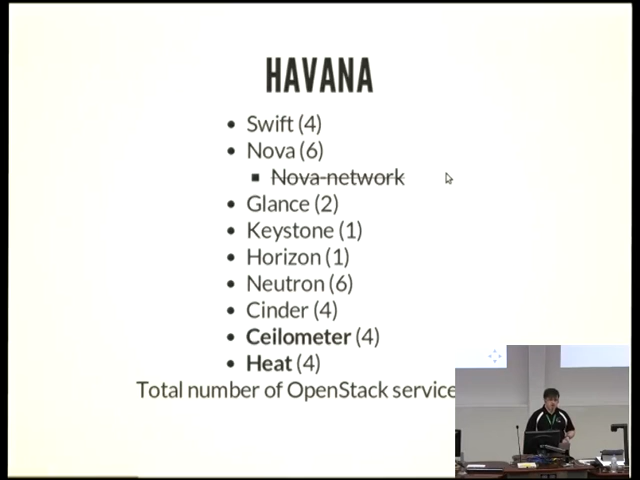 HAVANA
Swift (4)
Nova (6)
Nova-network
Glance (2)
Keystone (1)
Horizon (1)
Neutron (6)
Cinder (4)
Ceilometer (4)
Heat (4)
Total number of OpenStack service